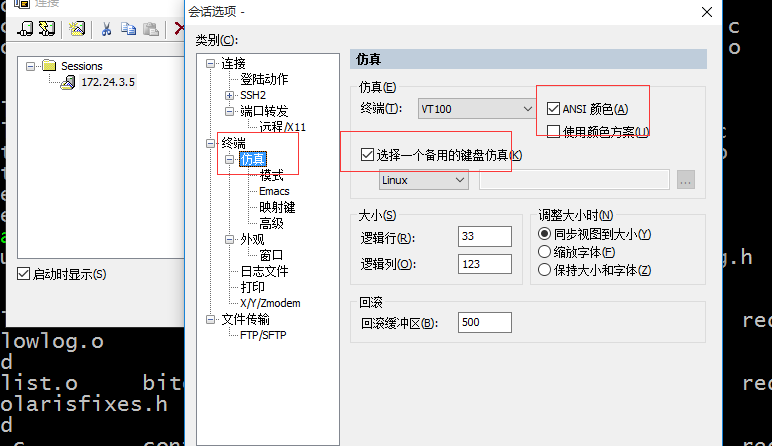 连接
会话选项 -
类别(C):
Sessions
172.24.3.5
启动时显示(S)
连接
登陆动作
SSH2
端口转发
远程/X11
终端
仿真
模式
Emacs
映射键
高级
外观
窗口
日志文件
打印
X/Y/Zmodem
文件传输
FTP/SFTP
仿真
仿真(E)
终端(T):
VT100
ANSI 颜色(A)
使用颜色方案(U)
选择一个备用的键盘仿真(K)
Linux
...
大小(S)
逻辑行(R):
33
逻辑列(O):
123
调整大小时(N)
同步视图到大小(Y)
缩放字体(F)
保持大小和字体(Z)
回滚
回滚缓冲区(B):
500
c
o
g.h
rec
lowlog.o
d
list.o bit rec
olarisfixes.h
d
.c con rec